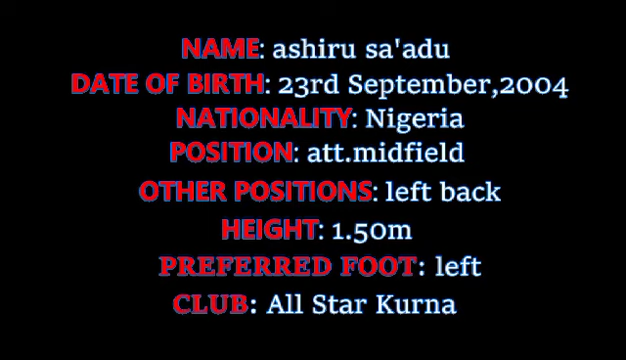 NAME: ashiru sa'adu
DATE OF BIRTH: 23rd September,2004
NATIONALITY: Nigeria
POSITION: att.midfield
OTHER POSITIONS: left back
HEIGHT: 1.50m
PREFERRED FOOT: left
CLUB: All Star Kurna